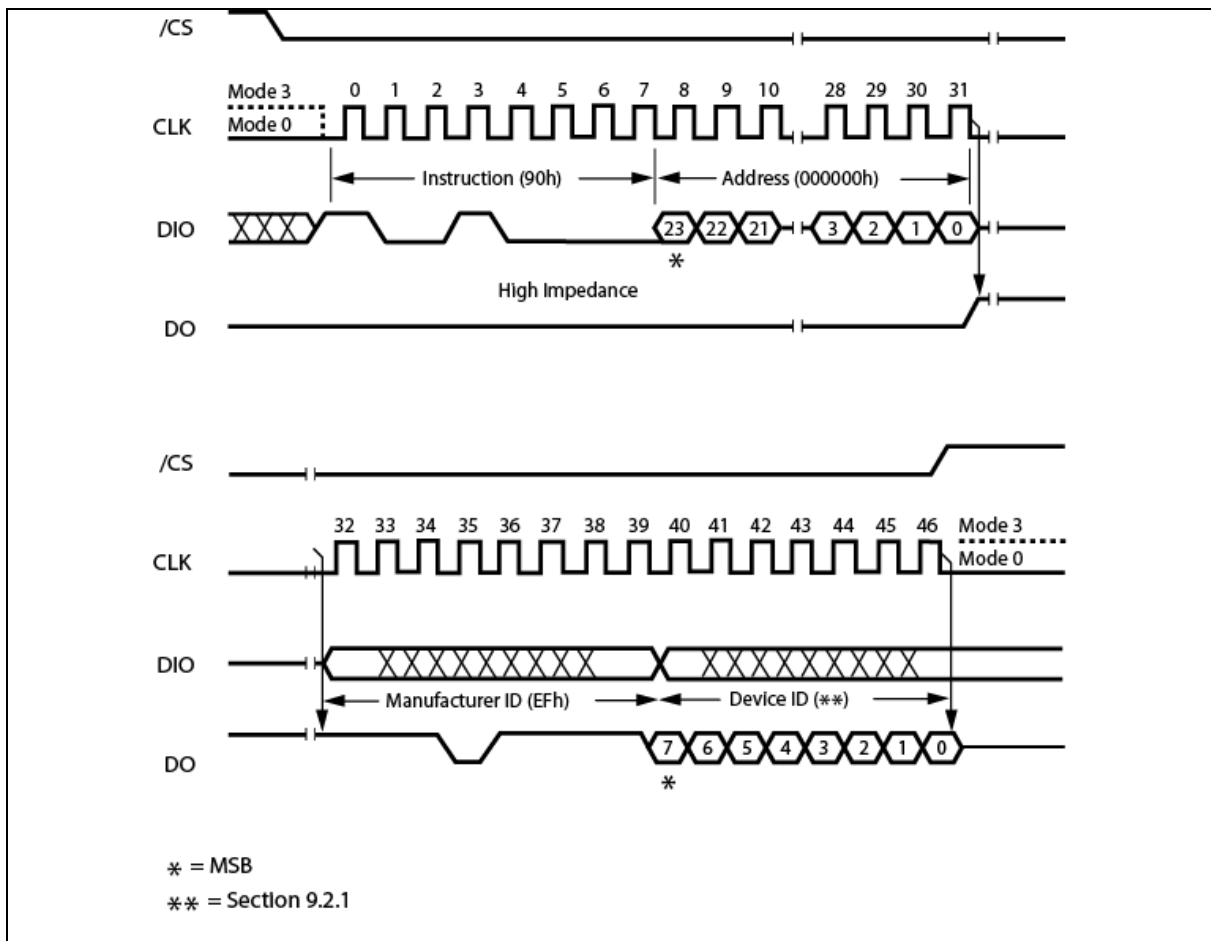 /CS
Mode 3 0 1 2 3 4 5 6 7 8 9 10 28 29 30 31
CLK Mode 0
Instruction (90h) Address (000000h)
DIO 23 22 21 3 2 1 0
*
High Impedance
DO
/CS
32 33 34 35 36 37 38 39 40 41 42 43 44 45 46 Mode 3
CLK Mode 0
DIO
Manufacturer ID (EFh) Device ID (**)
DO 7 6 5 4 3 2 1 0
*
* = MSB
** = Section 9.2.1